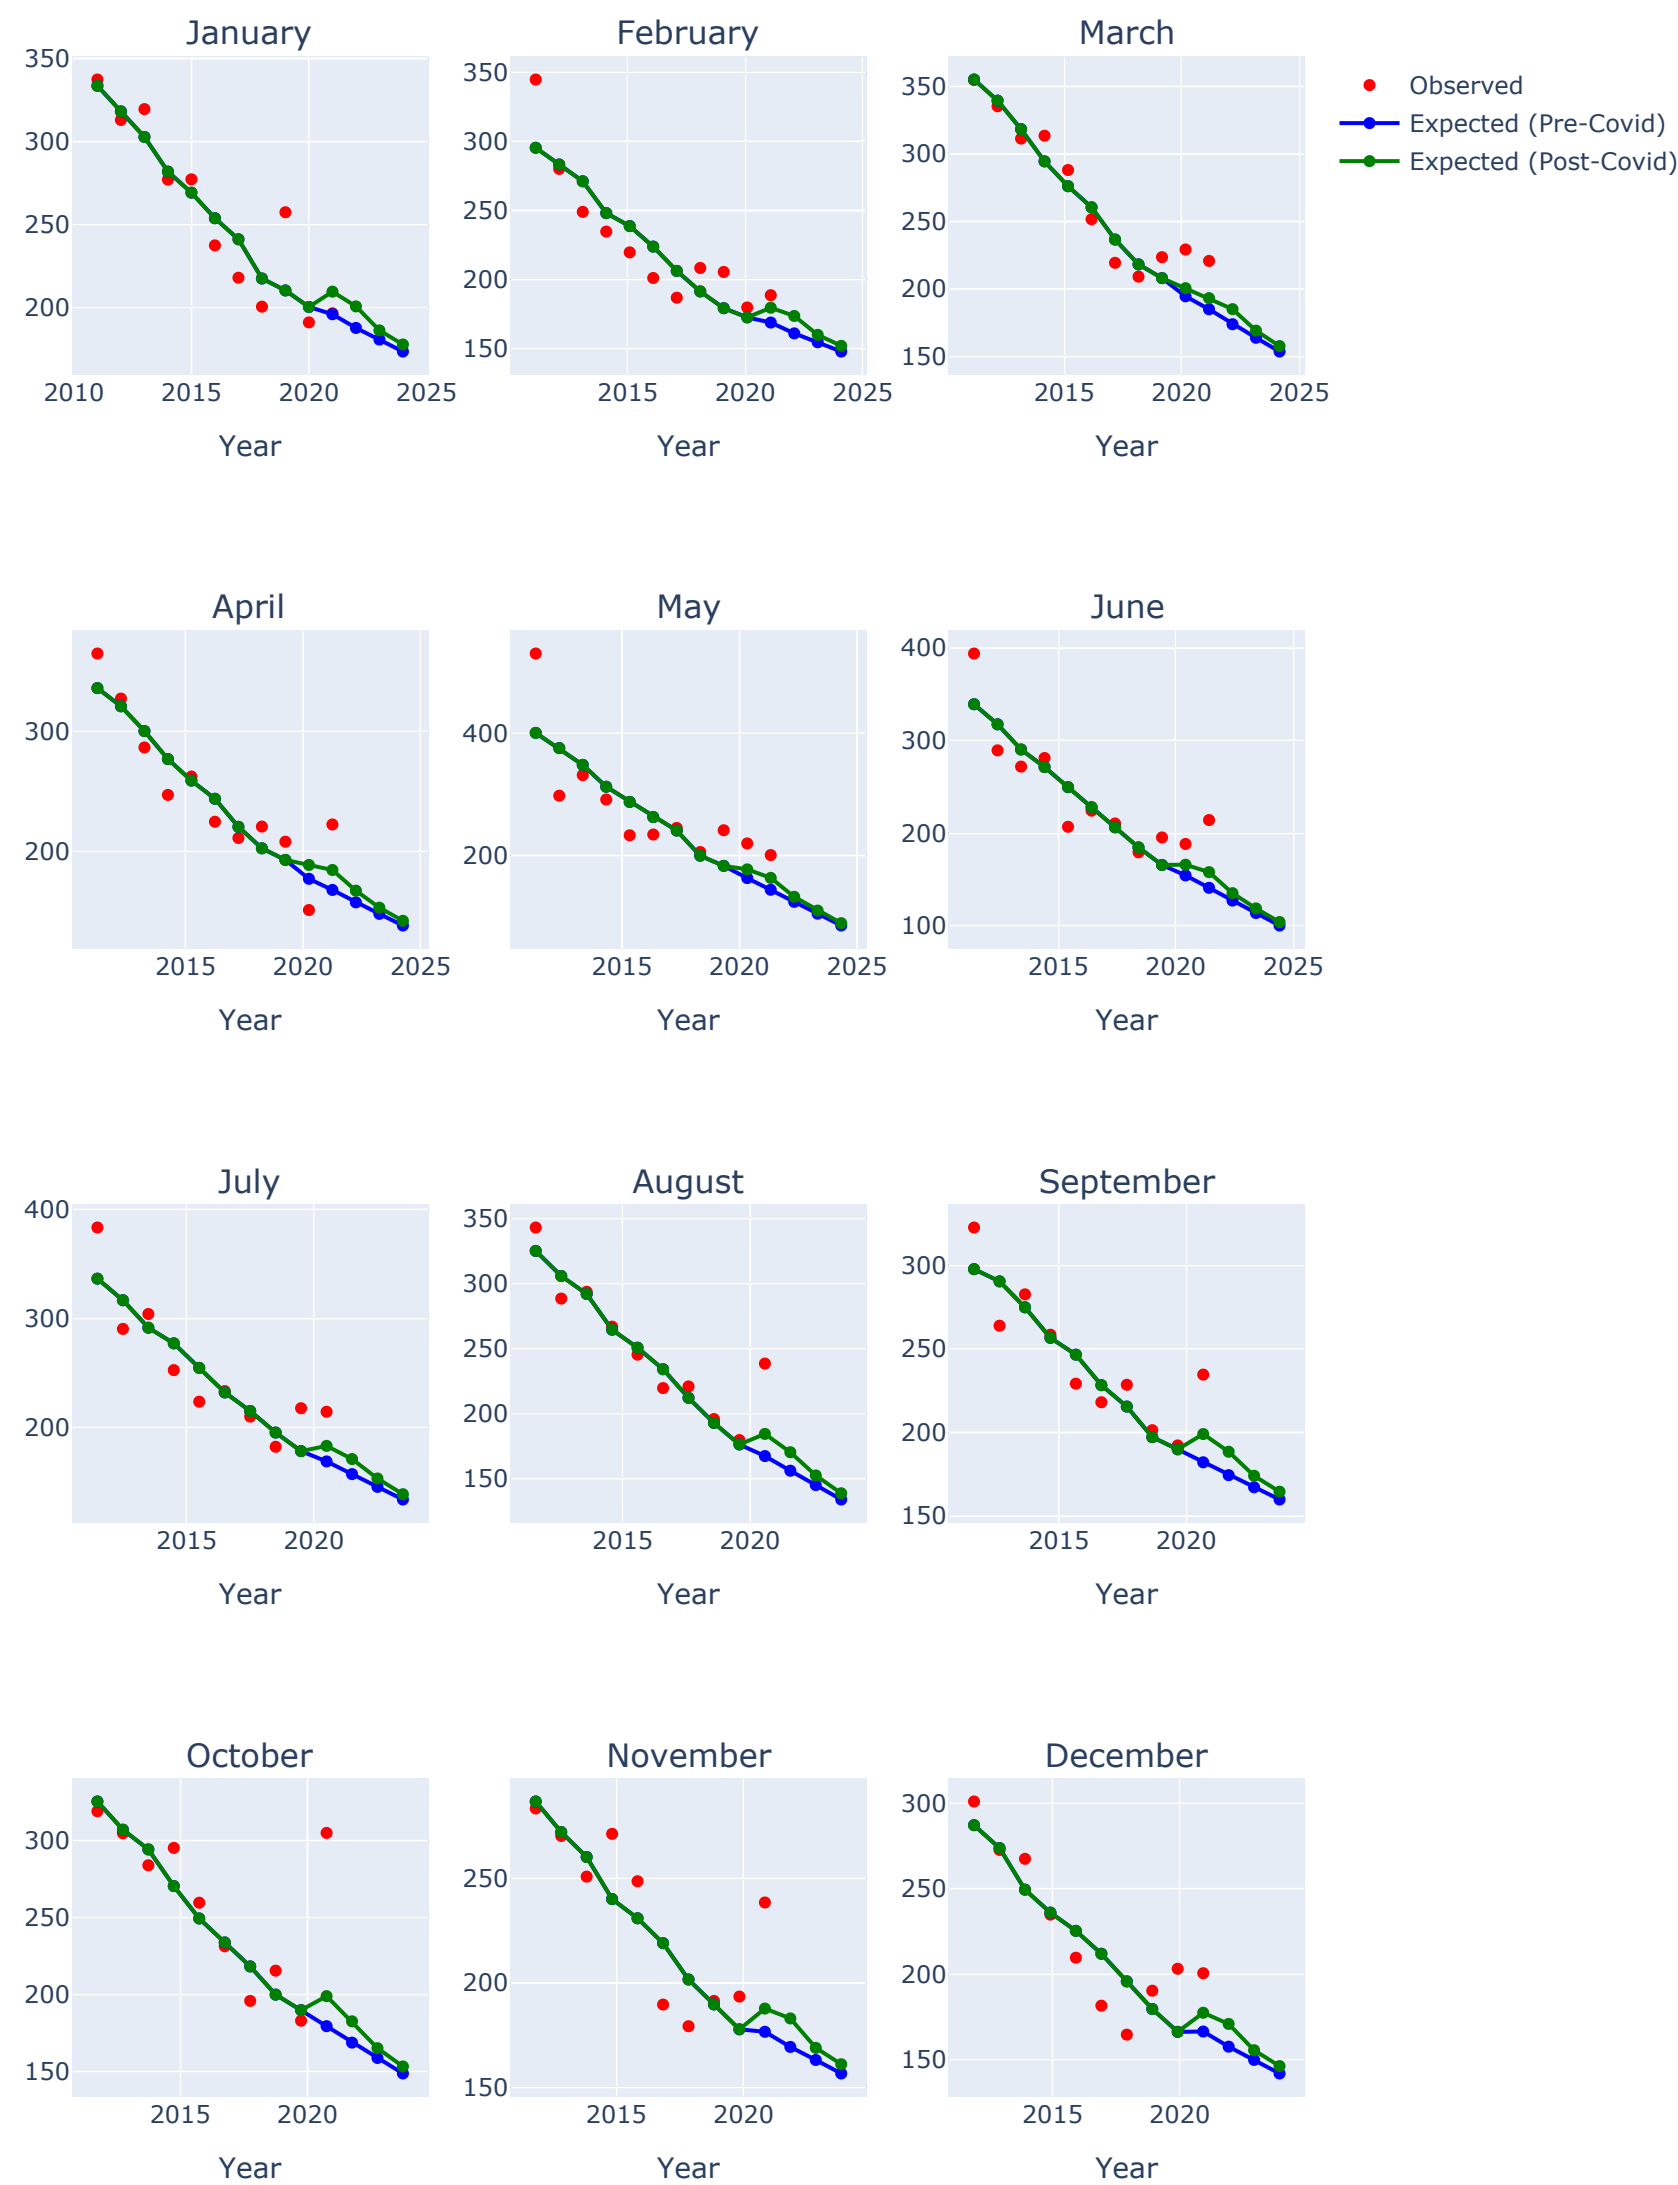 January February March
350
300
250
200
2010 2015 2020 2025
Year
350
300
250
200
150
2015 2020 2025
Year
350
300
250
200
150
2015 2020 2025
Year
Observed
Expected (Pre-Covid)
Expected (Post-Covid)
April May June
300
200
2015 2020 2025
Year
400
200
2015 2020 2025
Year
400
300
200
100
2015 2020 2025
Year
July August September
400
300
200
2015 2020
Year
350
300
250
200
150
2015 2020
Year
300
250
200
150
2015 2020
Year
October November December
300
250
200
150
2015 2020
Year
250
200
150
2015 2020
Year
300
250
200
150
2015 2020
Year